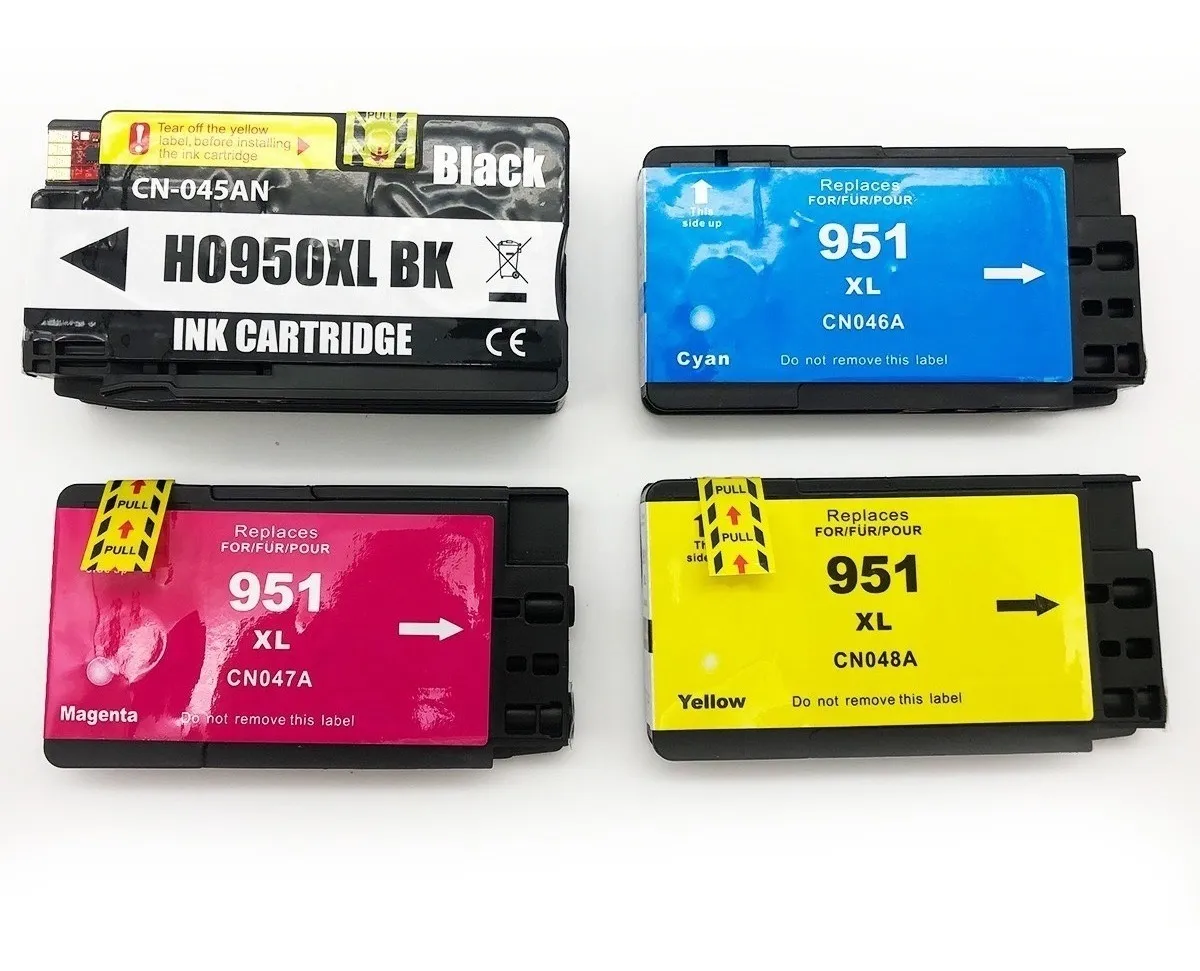 Tear off the yellow
label, before installing
the ink cartridge
PULL
Black
CN-045AN
H0950XL BK
INK CARTRIDGE
CE
This
side up
Replaces
FOR/FÜR/POUR
951
XL
CN046A
Cyan
Do not remove this label
PULL
PULL
Replaces
FOR/FÜR/POUR
951
XL
CN047A
Magenta
Do not remove this label
PULL
PULL
side
Replaces
FOR/FÜR/POUR
951
XL
CN048A
Yellow
Do not remove this label